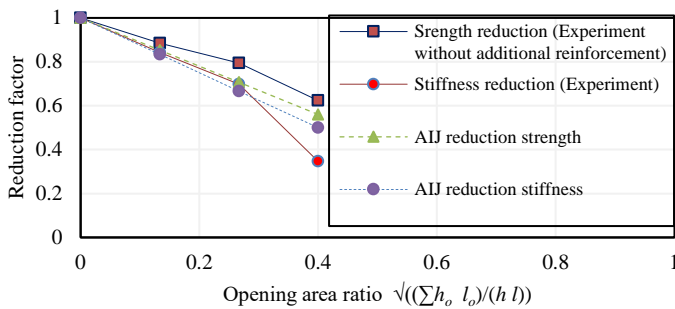 1
0.8
0.6
0.4
0.2
0
Reduction factor
Srength reduction (Experiment
without additional reinforcement)
Stiffness reduction (Experiment)
AIJ reduction strength
AIJ reduction stiffness
0 0.2 0.4 0.6 0.8 1
Opening area ratio √((∑hₒ lₒ)/(h l))